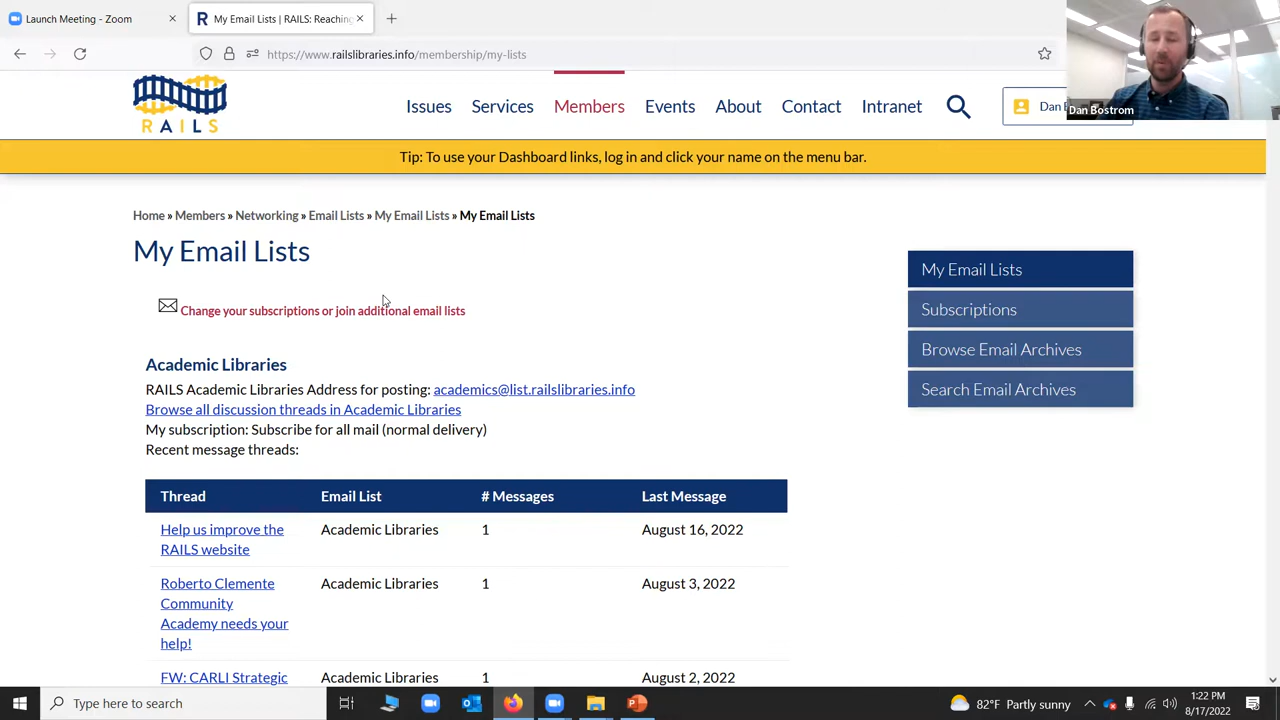 Launch Meeting - Zoom
My Email Lists | RAILS: Reaching
https://www.railslibraries.info/membership/my-lists
RAILS
Issues
Services
Members
Events
About
Contact
Intranet
Dan
Dan Bostrom
Tip: To use your Dashboard links, log in and click your name on the menu bar.
Home » Members » Networking » Email Lists » My Email Lists » My Email Lists
My Email Lists
Change your subscriptions or join additional email lists
My Email Lists
Subscriptions
Browse Email Archives
Search Email Archives
Academic Libraries
RAILS Academic Libraries Address for posting: academics@list.railslibraries.info
Browse all discussion threads in Academic Libraries
My subscription: Subscribe for all mail (normal delivery)
Recent message threads:
Thread Email List # Messages Last Message
Help us improve the Academic Libraries 1 August 16, 2022
RAILS website
Roberto Clemente Academic Libraries 1 August 3, 2022
Community
Academy needs your
help!
FW: CARLI Strategic Academic Libraries 1 August 2, 2022
Type here to search
82°F Partly sunny
1:22 PM
8/17/2022